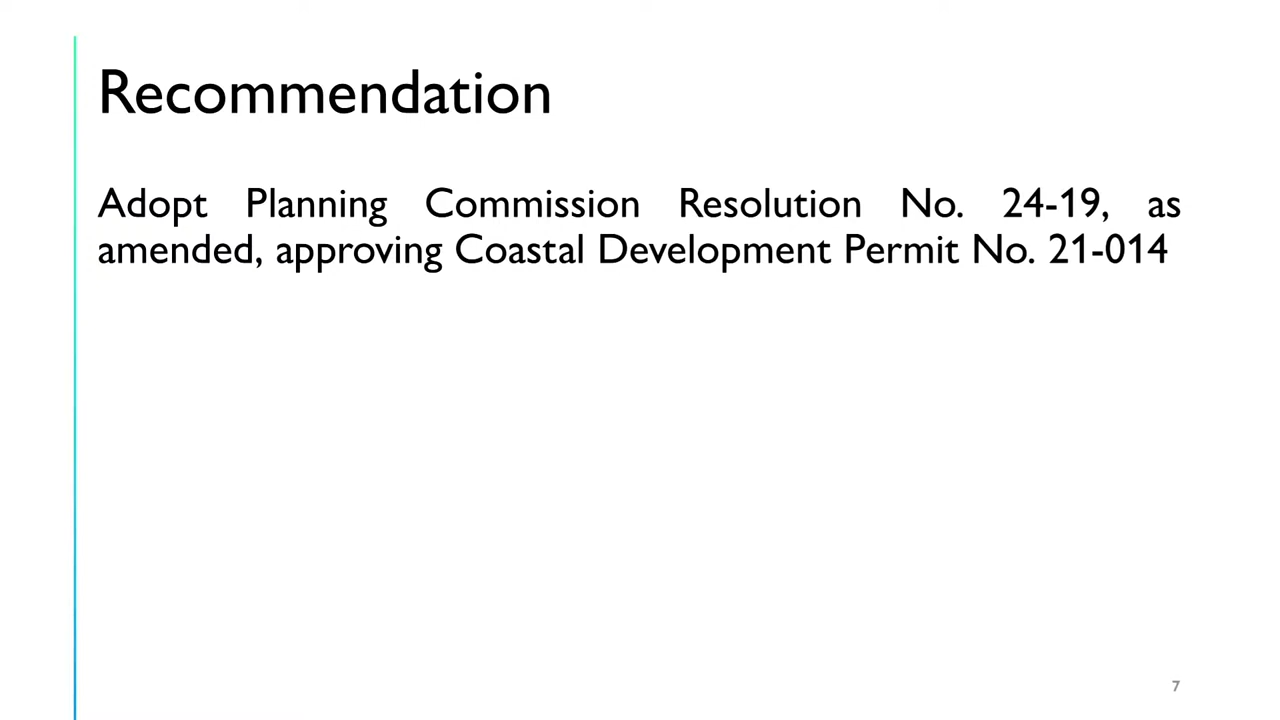 Recommendation
Adopt Planning Commission Resolution No. 24-19, as
amended, approving Coastal Development Permit No. 21-014
7